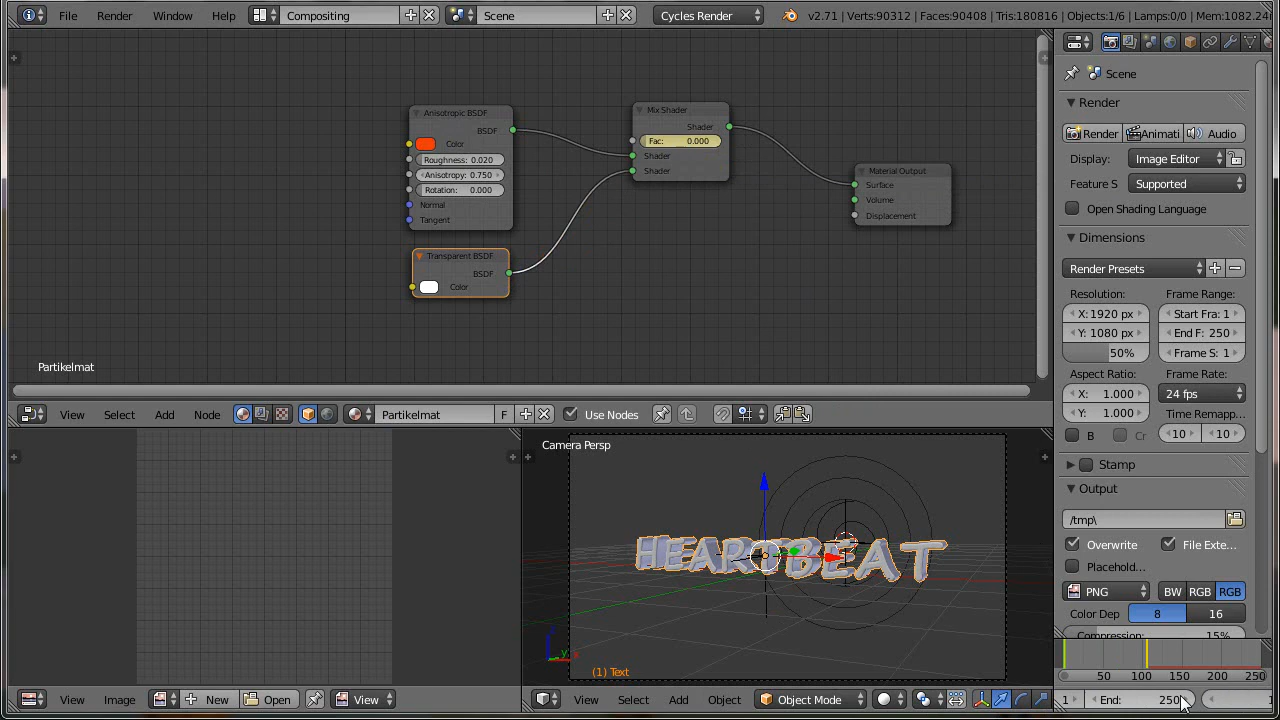 File Render Window Help Compositing Scene Cycles Render v2.71 | Verts:90312 | Faces:90408 | Tris:180816 | Objects:1/6 | Lamps:0/0 | Mem:1082.24
Scene
Render
Render Animati Audio
Display: Image Editor
Feature S Supported
Open Shading Language
Dimensions
Render Presets
Resolution: Frame Range:
X: 1920 px Start Fra: 1
Y: 1080 px End F: 250
50% Frame S: 1
Aspect Ratio: Frame Rate:
X: 1.000 24 fps
Y: 1.000 Time Remapp...
B Cr 10 10
Stamp
Output
/tmp\
Overwrite File Exte...
Placehold...
PNG BW RGB RGB
Color Dep 8 16
Compression: 15%
Anisotropic BSDF
BSDF
Color
Roughness: 0.020
Anisotropy: 0.750
Rotation: 0.000
Normal
Tangent
Transparent BSDF
BSDF
Color
Mix Shader
Shader
Fac: 0.000
Shader
Shader
Material Output
Surface
Volume
Displacement
Partikelmat
View Select Add Node Partikelmat F Use Nodes
Camera Persp
HEARTBEAT
z
y x
(1) Text
View Image New Open View
View Select Add Object Object Mode
50 100 150 200 250
1 End: 250